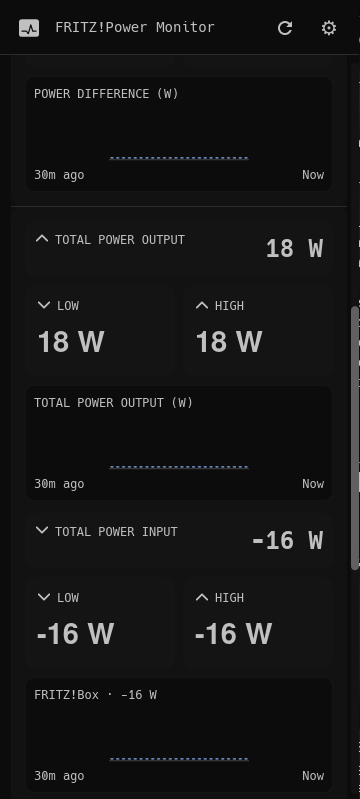 FRITZ!Power Monitor
POWER DIFFERENCE (W)
30m ago Now
TOTAL POWER OUTPUT 18 W
LOW HIGH
18 W 18 W
TOTAL POWER OUTPUT (W)
30m ago Now
TOTAL POWER INPUT -16 W
LOW HIGH
-16 W -16 W
FRITZ!Box · -16 W
30m ago Now